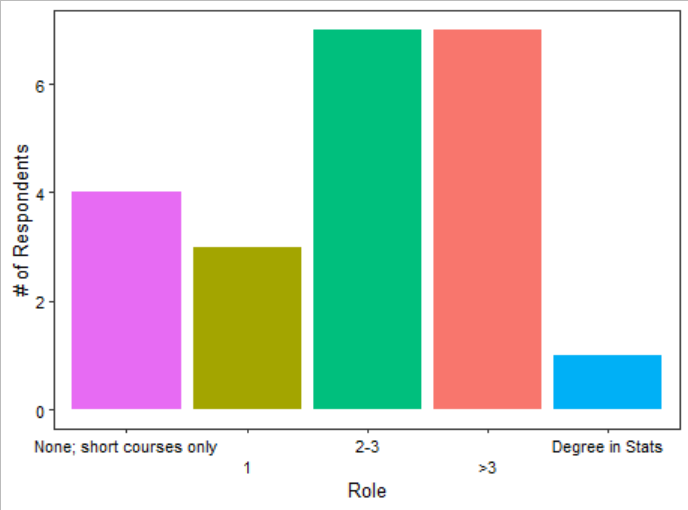 # of Respondents
6
4
2
0
None; short courses only
1
2-3
>3
Degree in Stats
Role